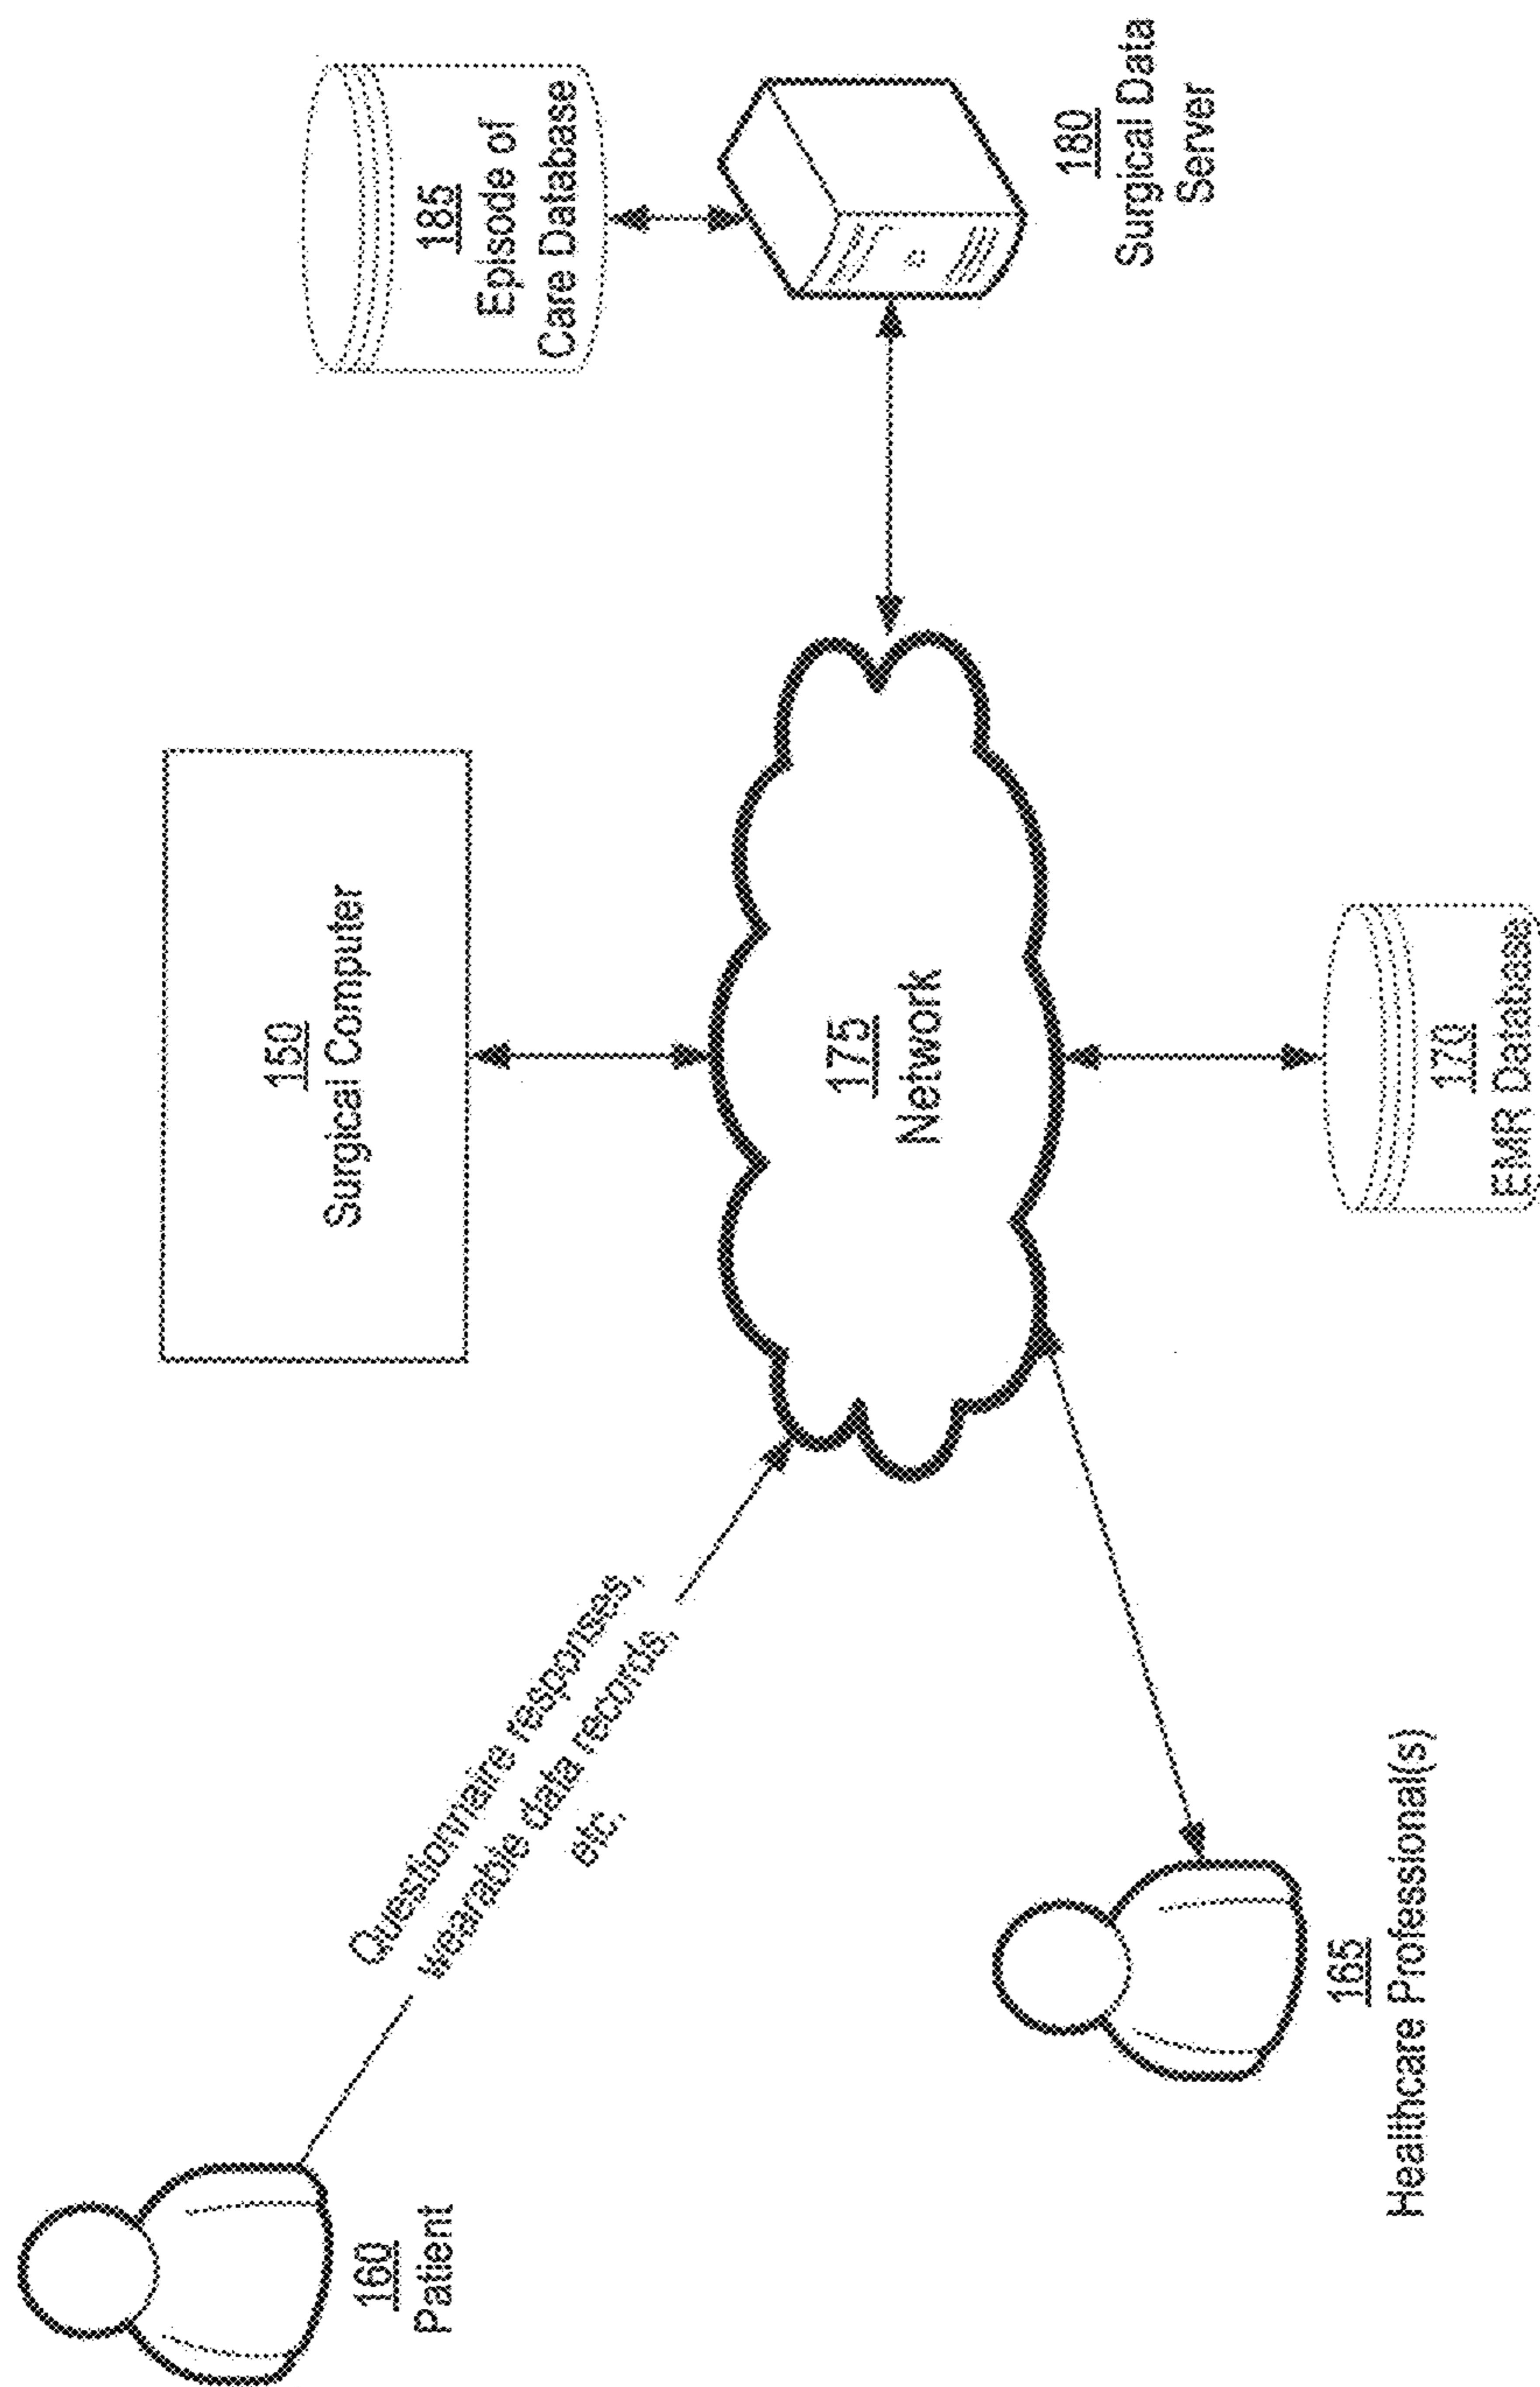 160
Patient
Questionnaire responses,
wearable data records,
etc.
165
Healthcare Professional(s)
150
Surgical Computer
175
Network
170
EMR Database
185
Episode of
Care Database
180
Surgical Data
Server